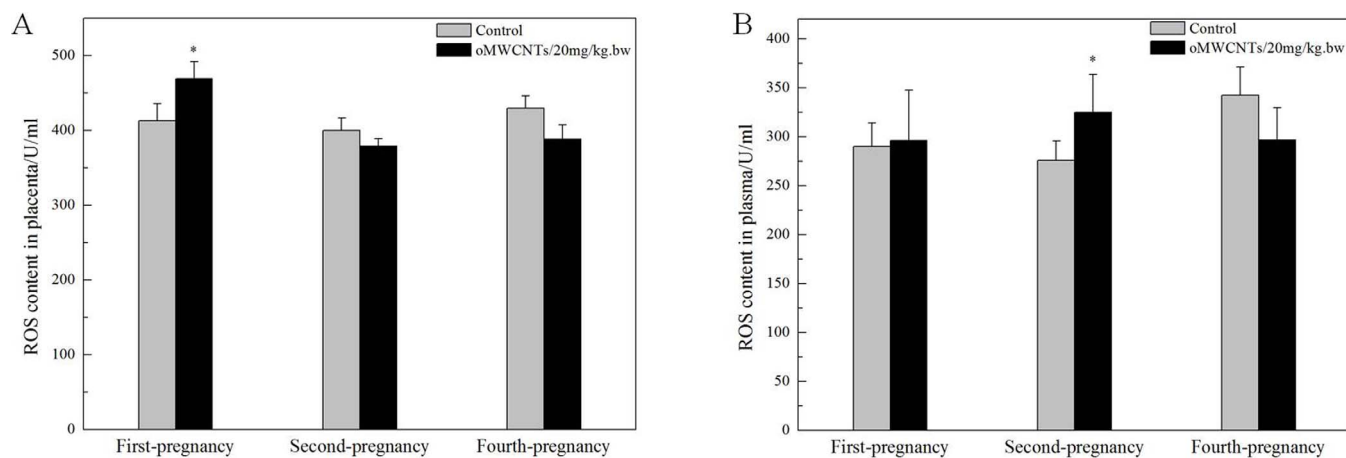 A
Control
oMWCNTs/20mg/kg.bw
ROS content in placenta/U/ml
500
400
300
200
100
0
*
First-pregnancy
Second-pregnancy
Fourth-pregnancy
B
Control
oMWCNTs/20mg/kg.bw
ROS content in plasma/U/ml
400
350
300
250
200
150
100
50
0
*
First-pregnancy
Second-pregnancy
Fourth-pregnancy